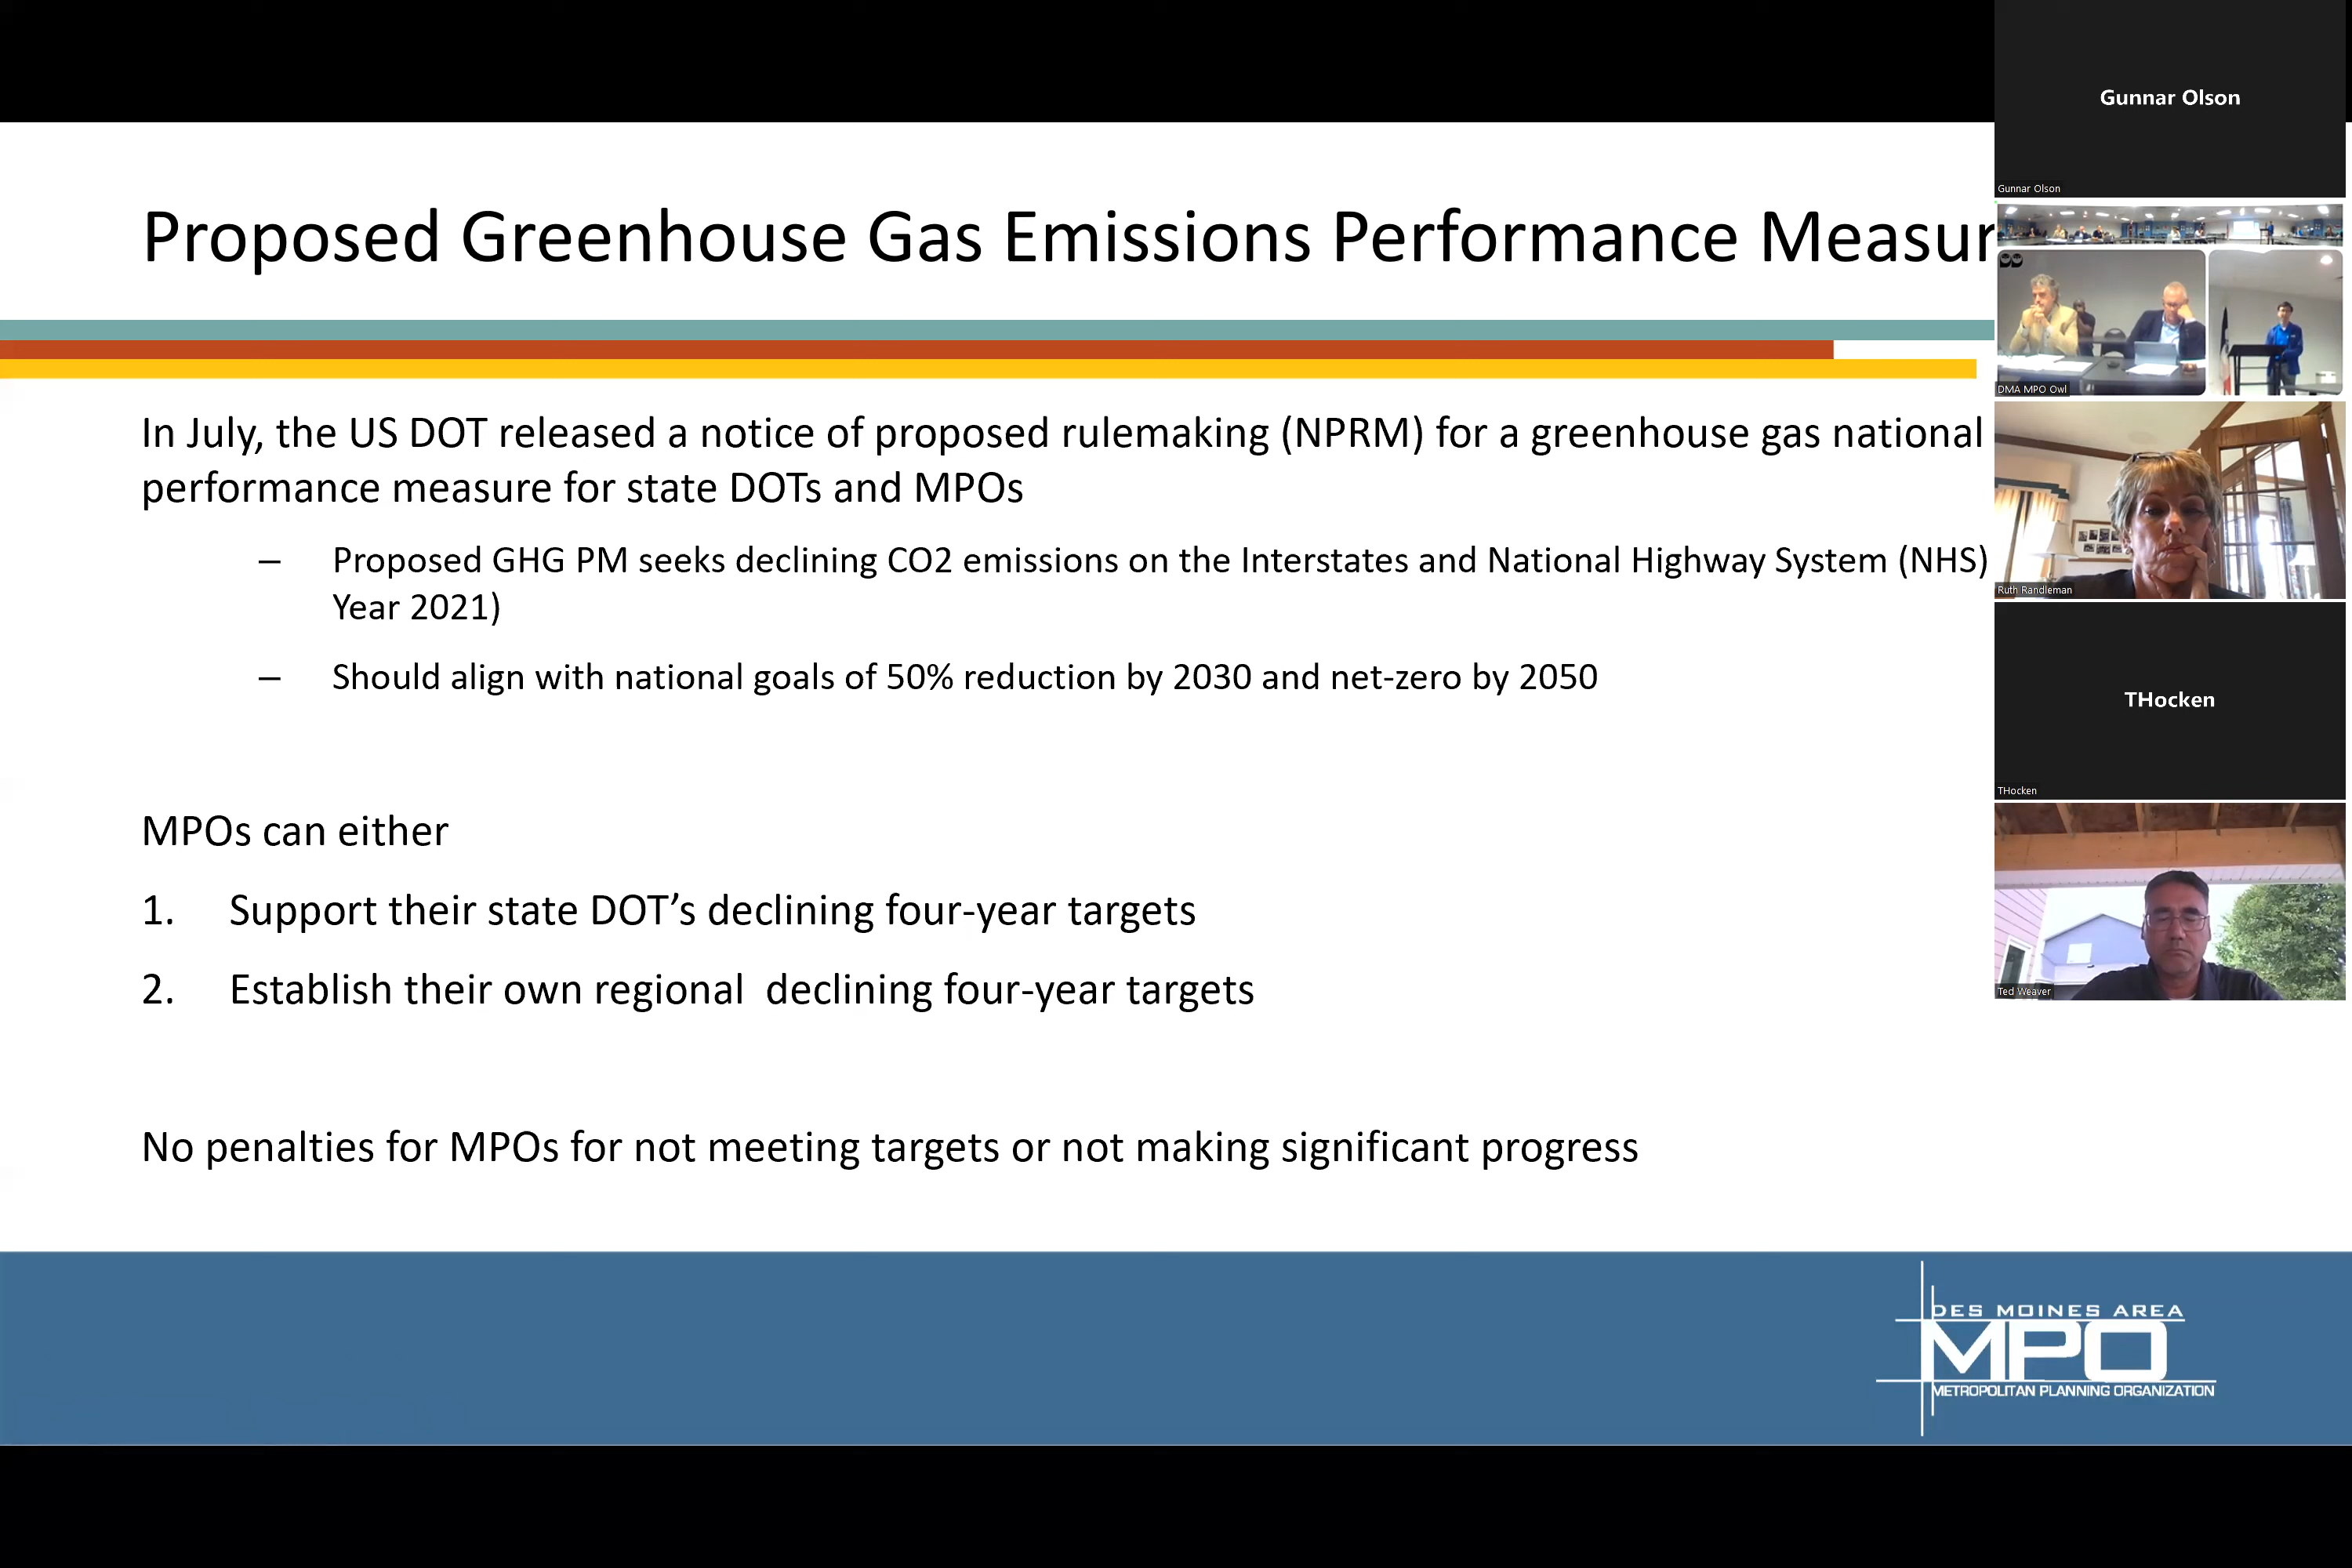 Proposed Greenhouse Gas Emissions Performance Measur
In July, the US DOT released a notice of proposed rulemaking (NPRM) for a greenhouse gas national
performance measure for state DOTs and MPOs
– Proposed GHG PM seeks declining CO2 emissions on the Interstates and National Highway System (NHS)
Year 2021)
– Should align with national goals of 50% reduction by 2030 and net-zero by 2050
MPOs can either
1. Support their state DOT’s declining four-year targets
2. Establish their own regional  declining four-year targets
No penalties for MPOs for not meeting targets or not making significant progress
DES MOINES AREA
MPO
METROPOLITAN PLANNING ORGANIZATION
Gunnar Olson
Gunnar Olson
DMA MPO Owl
Ruth Randleman
THocken
THocken
Ted Weaver